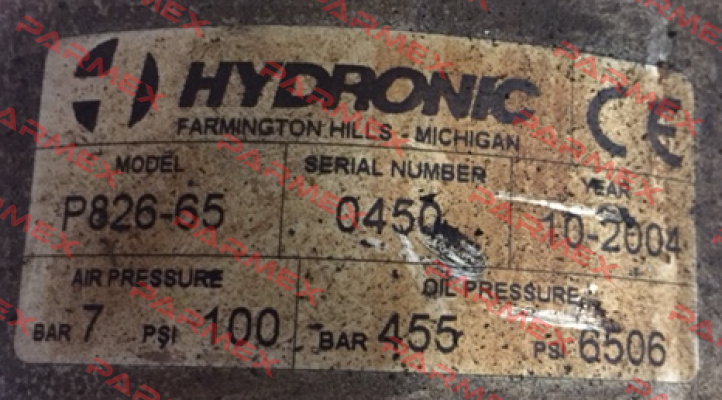 HYDRONIC
FARMINGTON HILLS - MICHIGAN
CE
MODEL
P826-65
SERIAL NUMBER
0450
YEAR
10-2004
AIR PRESSURE
BAR 7 PSI 100
OIL PRESSURE
BAR 455 PSI 6506
PARMEX